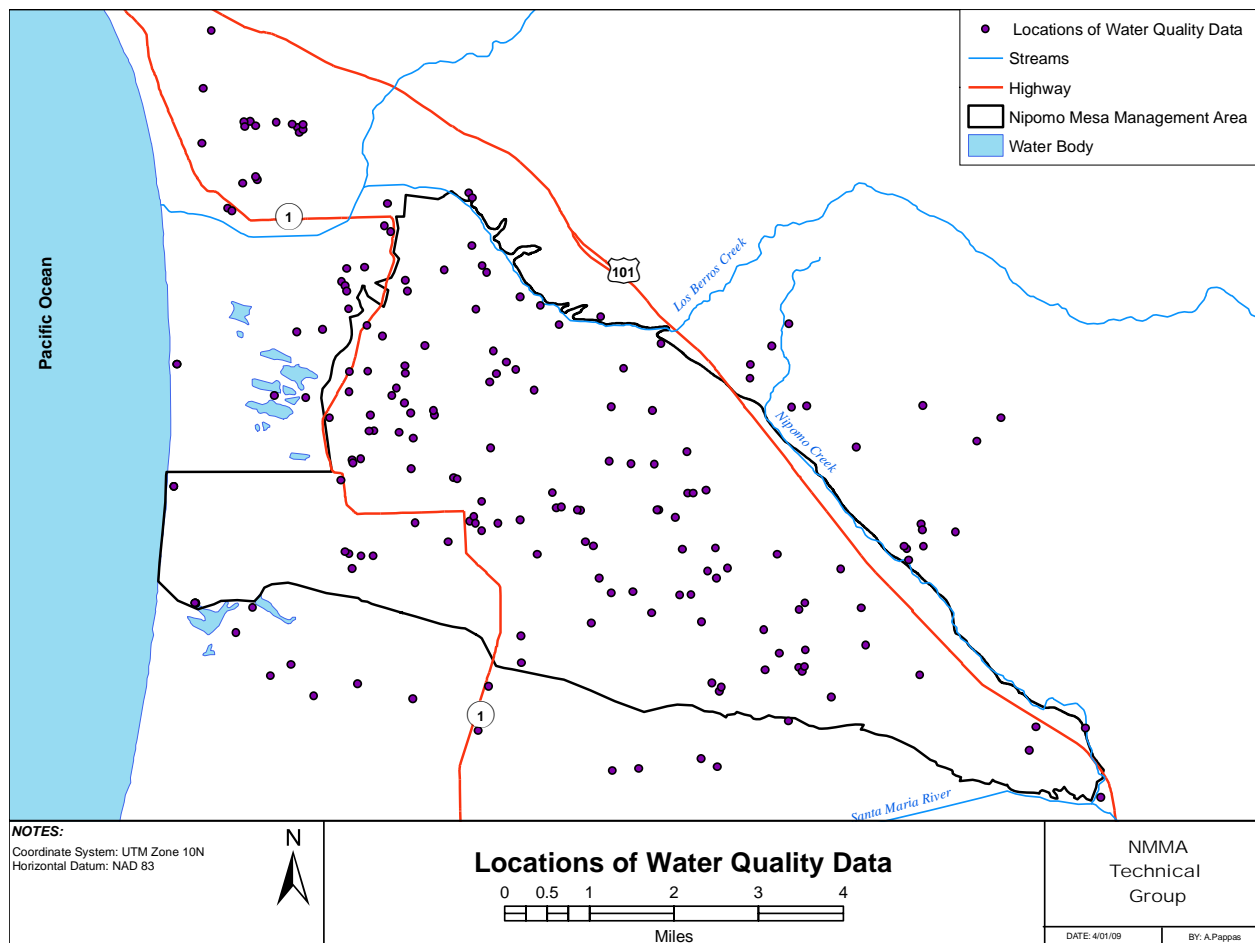 Locations of Water Quality Data
Streams
Highway
Nipomo Mesa Management Area
Water Body
1
101
Los Berros Creek
Pacific Ocean
Nipomo Creek
1
Santa Maria River
NOTES:
Coordinate System: UTM Zone 10N
Horizontal Datum: NAD 83
N
Locations of Water Quality Data
0 0.5 1 2 3 4
Miles
NMMA
Technical
Group
DATE: 4/01/09
BY: A.Pappas